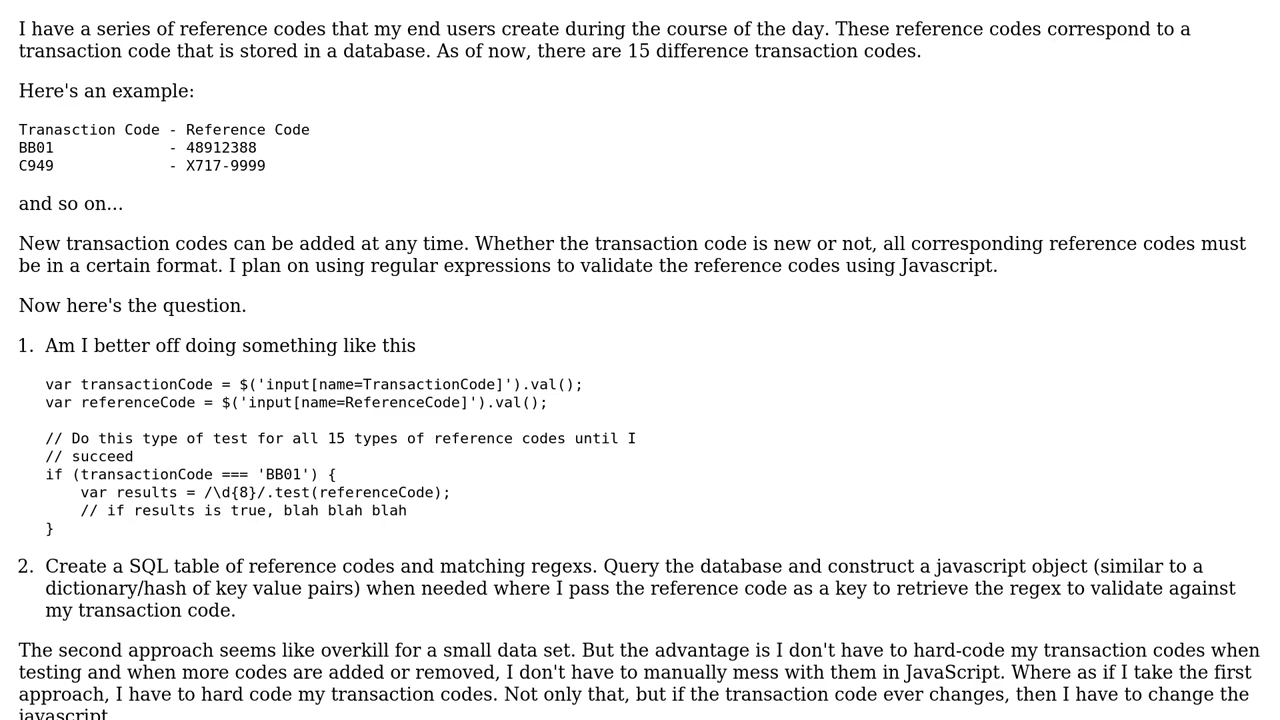 I have a series of reference codes that my end users create during the course of the day. These reference codes correspond to a
transaction code that is stored in a database. As of now, there are 15 difference transaction codes.
Here's an example:
Tranasction Code - Reference Code
BB01             - 48912388
C949             - X717-9999
and so on...
New transaction codes can be added at any time. Whether the transaction code is new or not, all corresponding reference codes must
be in a certain format. I plan on using regular expressions to validate the reference codes using Javascript.
Now here's the question.
1. Am I better off doing something like this
var transactionCode = $('input[name=TransactionCode]').val();
var referenceCode = $('input[name=ReferenceCode]').val();
// Do this type of test for all 15 types of reference codes until I
// succeed
if (transactionCode === 'BB01') {
    var results = /\d{8}/.test(referenceCode);
    // if results is true, blah blah blah
}
2. Create a SQL table of reference codes and matching regexs. Query the database and construct a javascript object (similar to a
dictionary/hash of key value pairs) when needed where I pass the reference code as a key to retrieve the regex to validate against
my transaction code.
The second approach seems like overkill for a small data set. But the advantage is I don't have to hard-code my transaction codes when
testing and when more codes are added or removed, I don't have to manually mess with them in JavaScript. Where as if I take the first
approach, I have to hard code my transaction codes. Not only that, but if the transaction code ever changes, then I have to change the
javascript